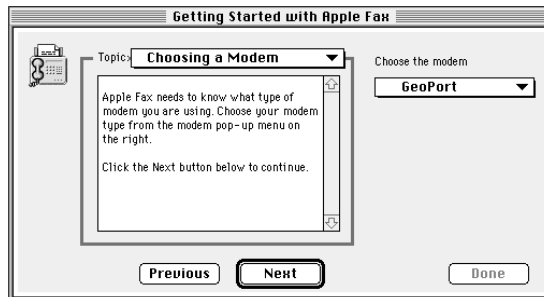 Getting Started with Apple Fax
Topic: Choosing a Modem
Choose the modem
GeoPort
Apple Fax needs to know what type of
modem you are using. Choose your modem
type from the modem pop-up menu on
the right.
Click the Next button below to continue.
Previous
Next
Done